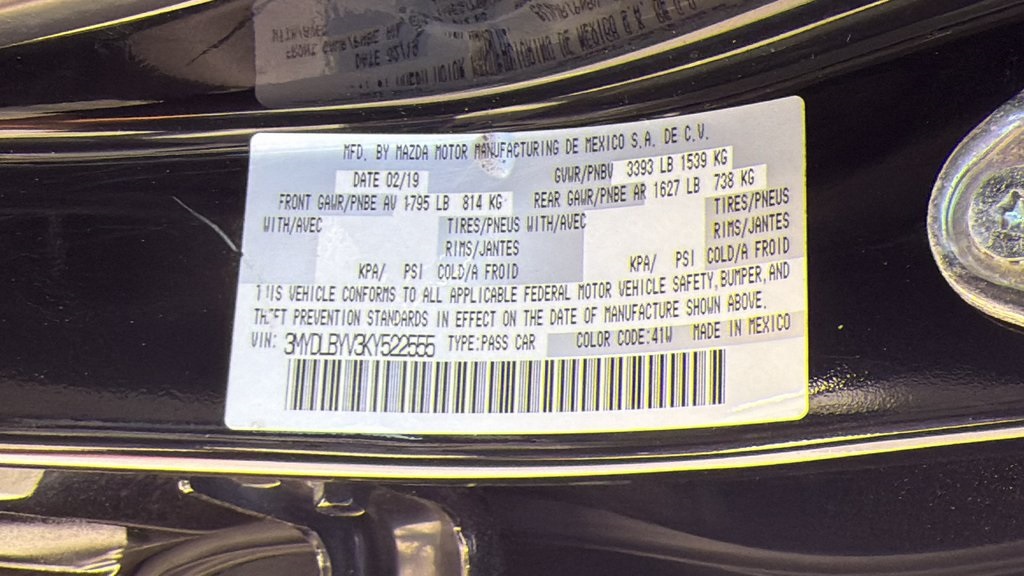 MFD. BY MAZDA MOTOR MANUFACTURING DE MEXICO S.A. DE C.V.
DATE 02/19 GVWR/PNBV 3393 LB 1539 KG
FRONT GAWR/PNBE AV 1795 LB 814 KG REAR GAWR/PNBE AR 1627 LB 738 KG
WITH/AVEC TIRES/PNEUS WITH/AVEC TIRES/PNEUS
RIMS/JANTES RIMS/JANTES
KPA/ PSI COLD/A FROID KPA/ PSI COLD/A FROID
THIS VEHICLE CONFORMS TO ALL APPLICABLE FEDERAL MOTOR VEHICLE SAFETY, BUMPER, AND
THEFT PREVENTION STANDARDS IN EFFECT ON THE DATE OF MANUFACTURE SHOWN ABOVE.
VIN: 3MYDLBYV3KY522555 TYPE:PASS CAR COLOR CODE:41W MADE IN MEXICO